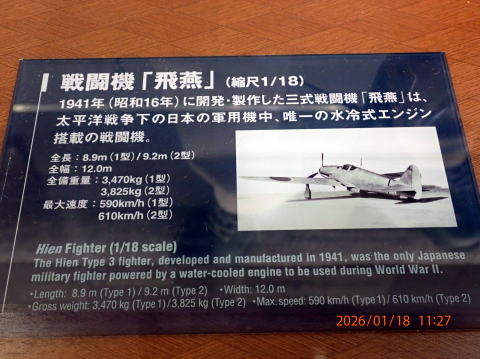 戦闘機「飛燕」(縮尺1/18)
1941年(昭和16年)に開発・製作した三式戦闘機「飛燕」は、
太平洋戦争下の日本の軍用機中、唯一の水冷式エンジン
搭載の戦闘機。
全長:8.9m(1型)/9.2m(2型)
全幅:12.0m
全備重量:3,470kg(1型)
3,825kg(2型)
最大速度:590km/h(1型)
610km/h(2型)
Hien Fighter (1/18 scale)
The Hien Type 3 fighter, developed and manufactured in 1941, was the only Japanese
military fighter powered by a water-cooled engine to be used during World War II.
•Length: 8.9 m (Type 1) / 9.2 m (Type 2) •Width: 12.0 m
•Gross weight: 3,470 kg (Type 1) / 3,825 kg (Type 2) •Max. speed: 590 km/h (Type 1) / 610 km/h (Type 2)
2026/01/18 11:27